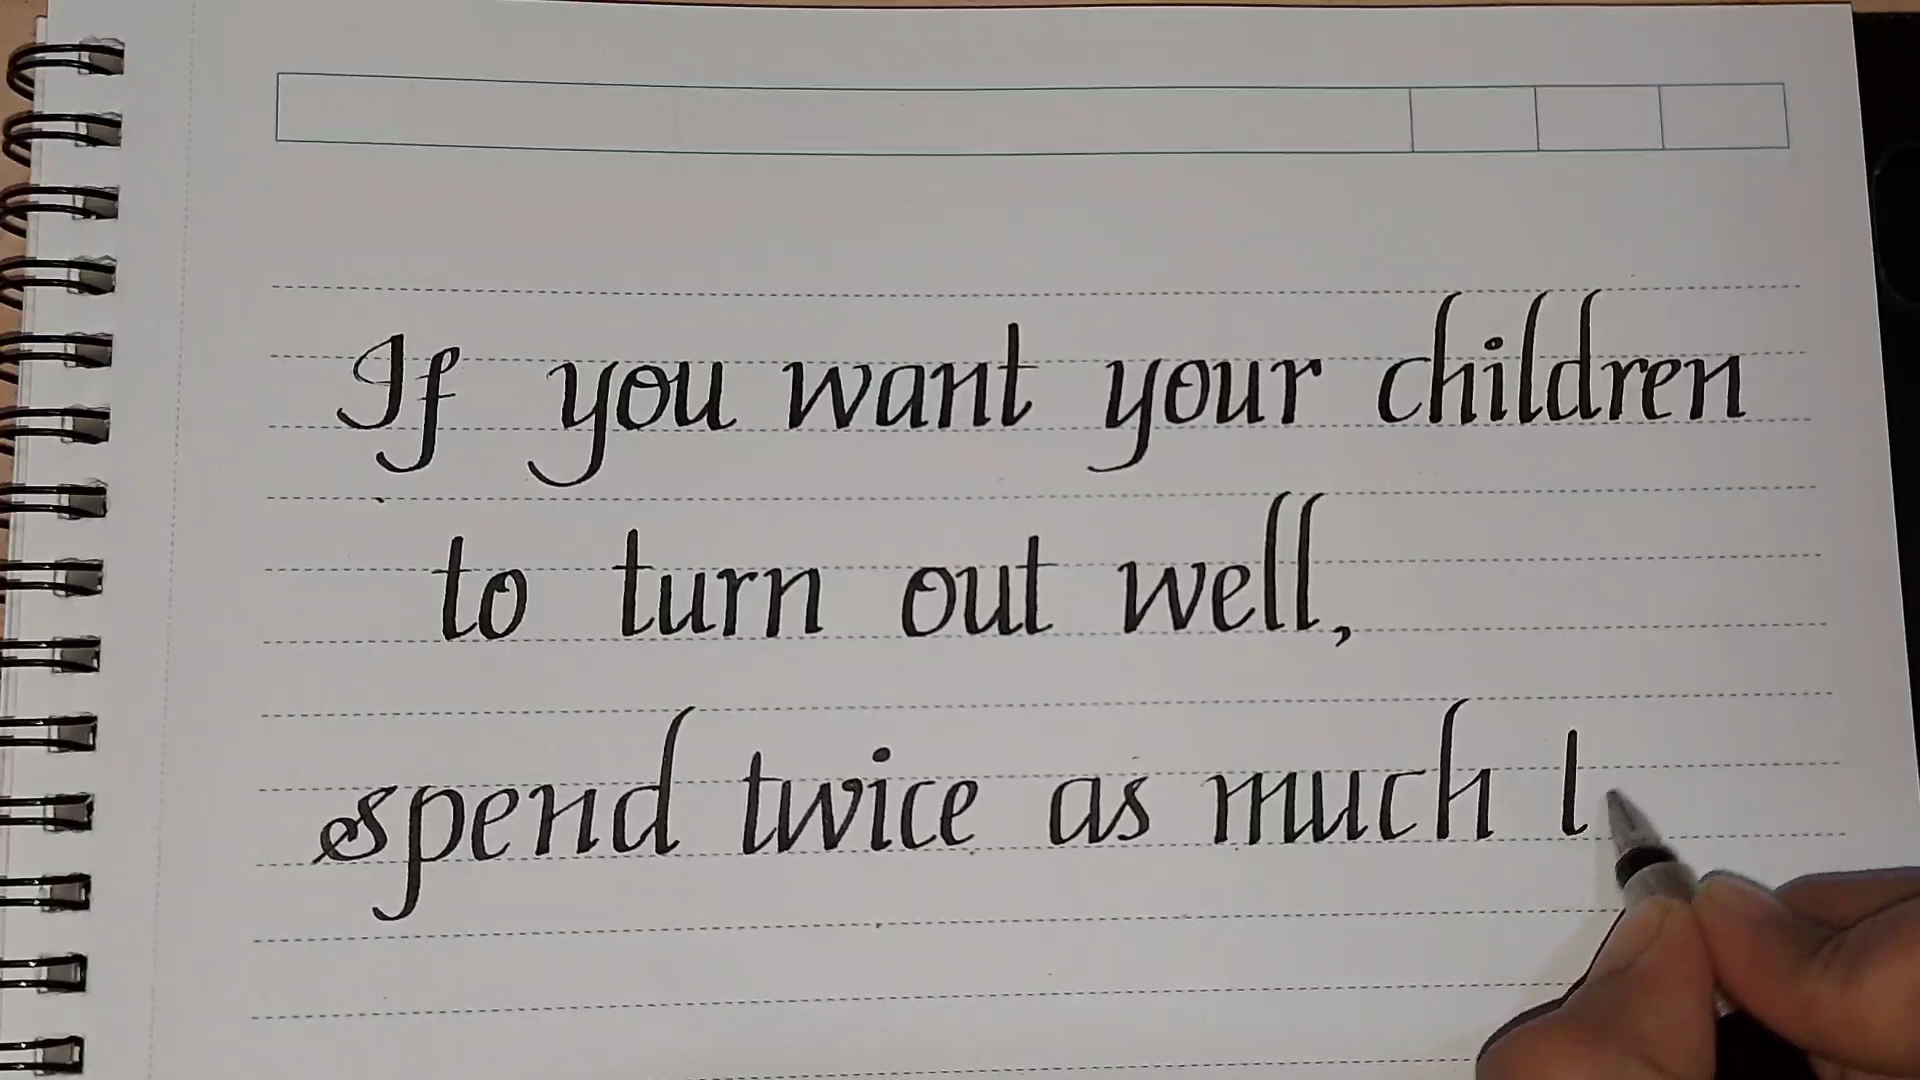 If you want your children
to turn out well,
spend twice as much